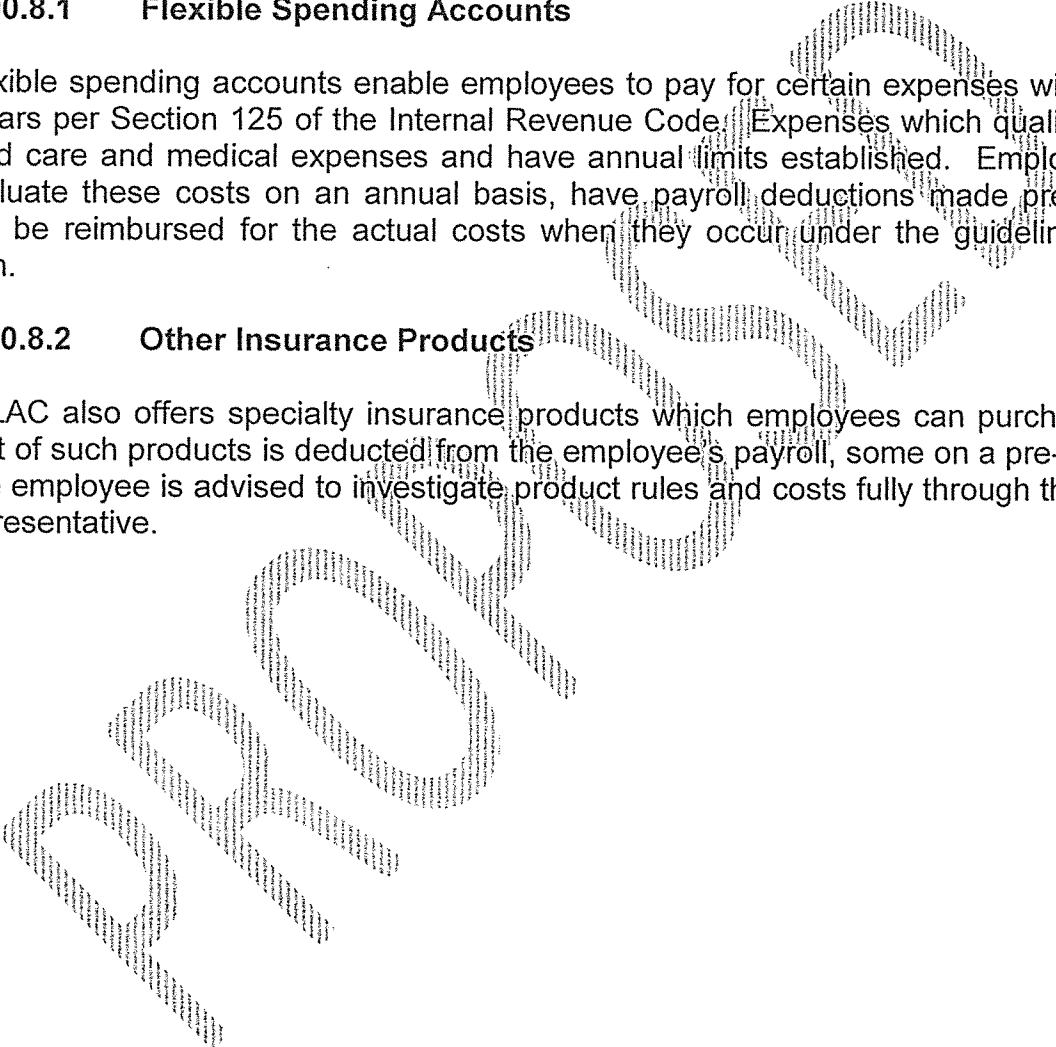 0.8.1 Flexible Spending Accounts
xible spending accounts enable employees to pay for certain expenses wi
ars per Section 125 of the Internal Revenue Code. Expenses which quali
d care and medical expenses and have annual limits established. Emplo
luate these costs on an annual basis, have payroll deductions made pre
be reimbursed for the actual costs when they occur under the guidelin
n.
0.8.2 Other Insurance Products
LAC also offers specialty insurance products which employees can purch
t of such products is deducted from the employee's payroll, some on a pre-
e employee is advised to investigate product rules and costs fully through th
resentative.
PROPOSED